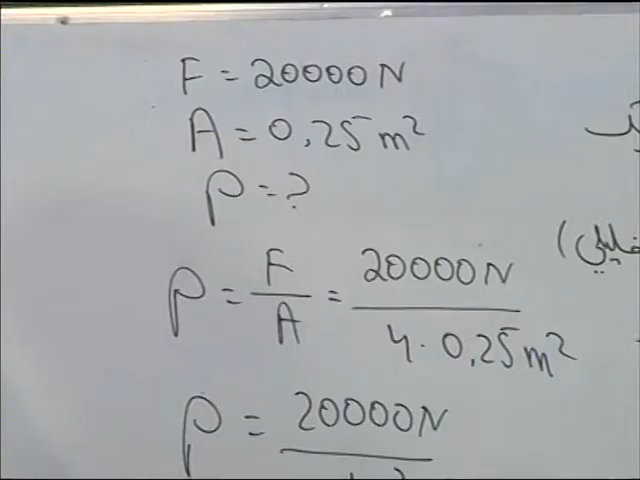 F = 20000 N
A = 0,25 m²
P = ?
P = F/A = 20000 N / 4 · 0,25 m²
P = 20000 N